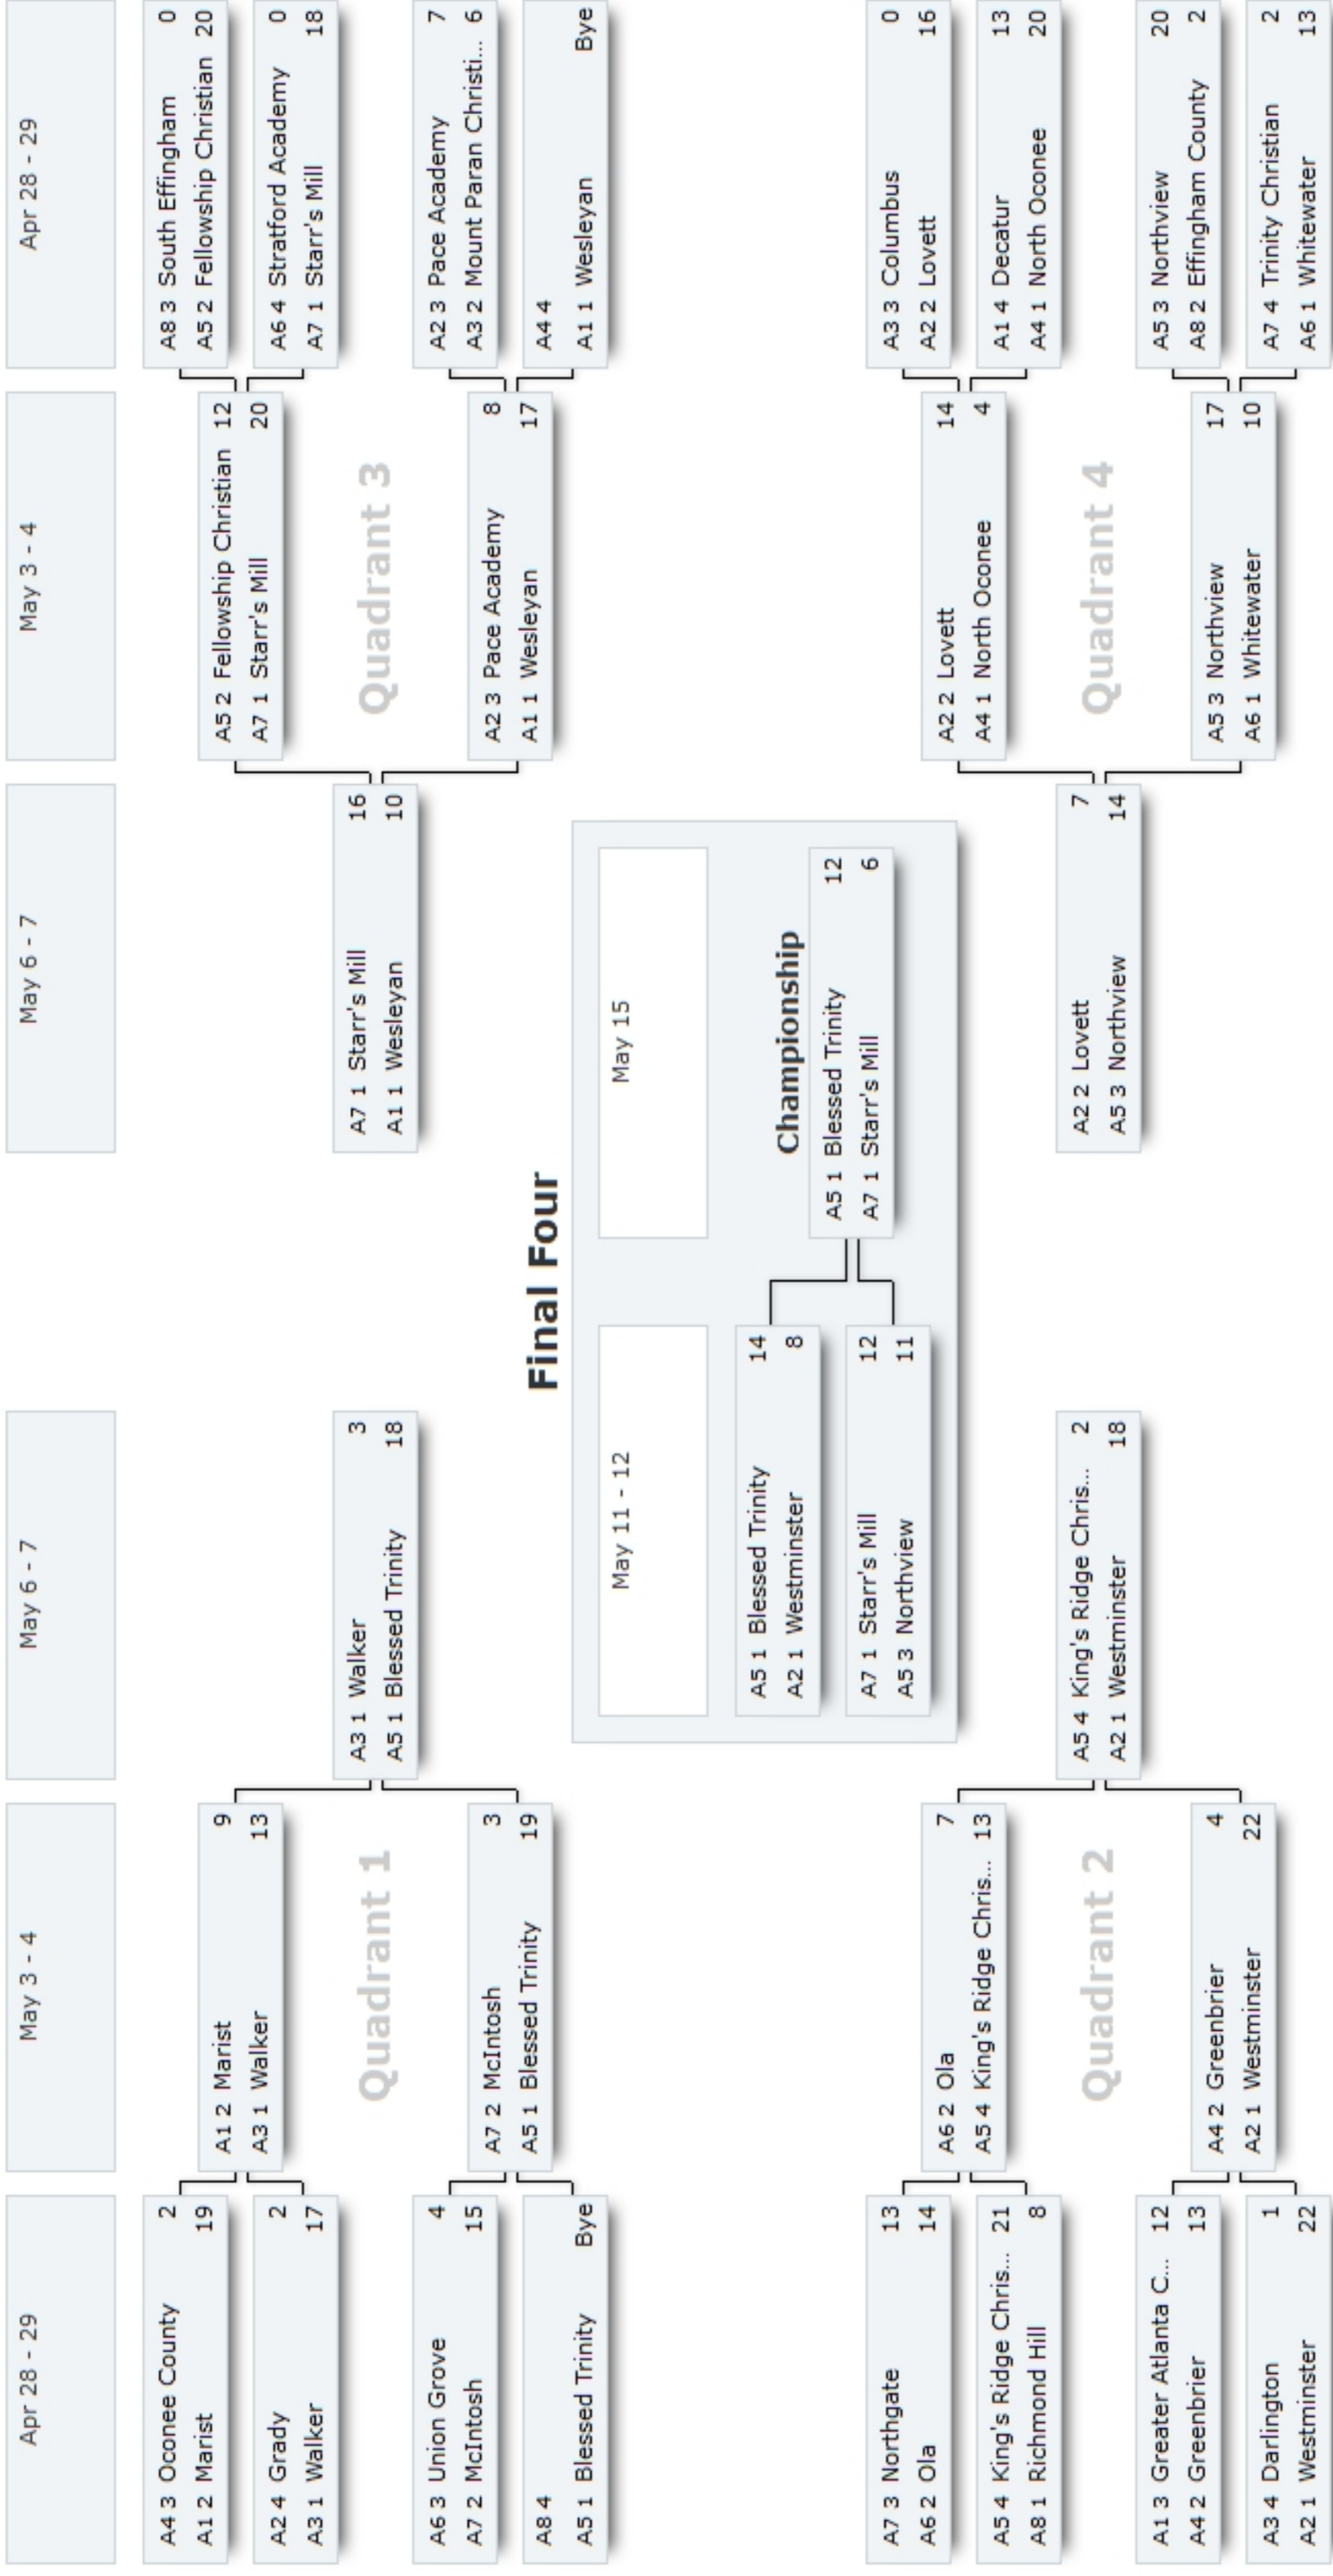 Apr 28 - 29
May 3 - 4
May 6 - 7
May 6 - 7
May 3 - 4
Apr 28 - 29
A4 3 Oconee County 2
A1 2 Marist 19
A2 4 Grady 2
A3 1 Walker 17
A6 3 Union Grove 4
A7 2 McIntosh 15
A8 4
A5 1 Blessed Trinity Bye
A1 2 Marist 9
A3 1 Walker 13
Quadrant 1
A7 2 McIntosh 3
A5 1 Blessed Trinity 19
A3 1 Walker 3
A5 1 Blessed Trinity 18
A7 1 Starr's Mill 16
A1 1 Wesleyan 10
A5 2 Fellowship Christian 12
A7 1 Starr's Mill 20
Quadrant 3
A2 3 Pace Academy 8
A1 1 Wesleyan 17
A8 3 South Effingham 0
A5 2 Fellowship Christian 20
A6 4 Stratford Academy 0
A7 1 Starr's Mill 18
A2 3 Pace Academy 7
A3 2 Mount Paran Christi... 6
A4 4
A1 1 Wesleyan Bye
Final Four
May 11 - 12
May 15
A5 1 Blessed Trinity 14
A2 1 Westminster 8
A7 1 Starr's Mill 12
A5 3 Northview 11
Championship
A5 1 Blessed Trinity 12
A7 1 Starr's Mill 6
A7 3 Northgate 13
A6 2 Ola 14
A5 4 King's Ridge Chris... 21
A8 1 Richmond Hill 8
A1 3 Greater Atlanta C... 12
A4 2 Greenbrier 13
A3 4 Darlington 1
A2 1 Westminster 22
A6 2 Ola 7
A5 4 King's Ridge Chris... 13
Quadrant 2
A4 2 Greenbrier 4
A2 1 Westminster 22
A5 4 King's Ridge Chris... 2
A2 1 Westminster 18
A2 2 Lovett 7
A5 3 Northview 14
A2 2 Lovett 14
A4 1 North Oconee 4
Quadrant 4
A5 3 Northview 17
A6 1 Whitewater 10
A3 3 Columbus 0
A2 2 Lovett 16
A1 4 Decatur 13
A4 1 North Oconee 20
A5 3 Northview 20
A8 2 Effingham County 2
A7 4 Trinity Christian 2
A6 1 Whitewater 13